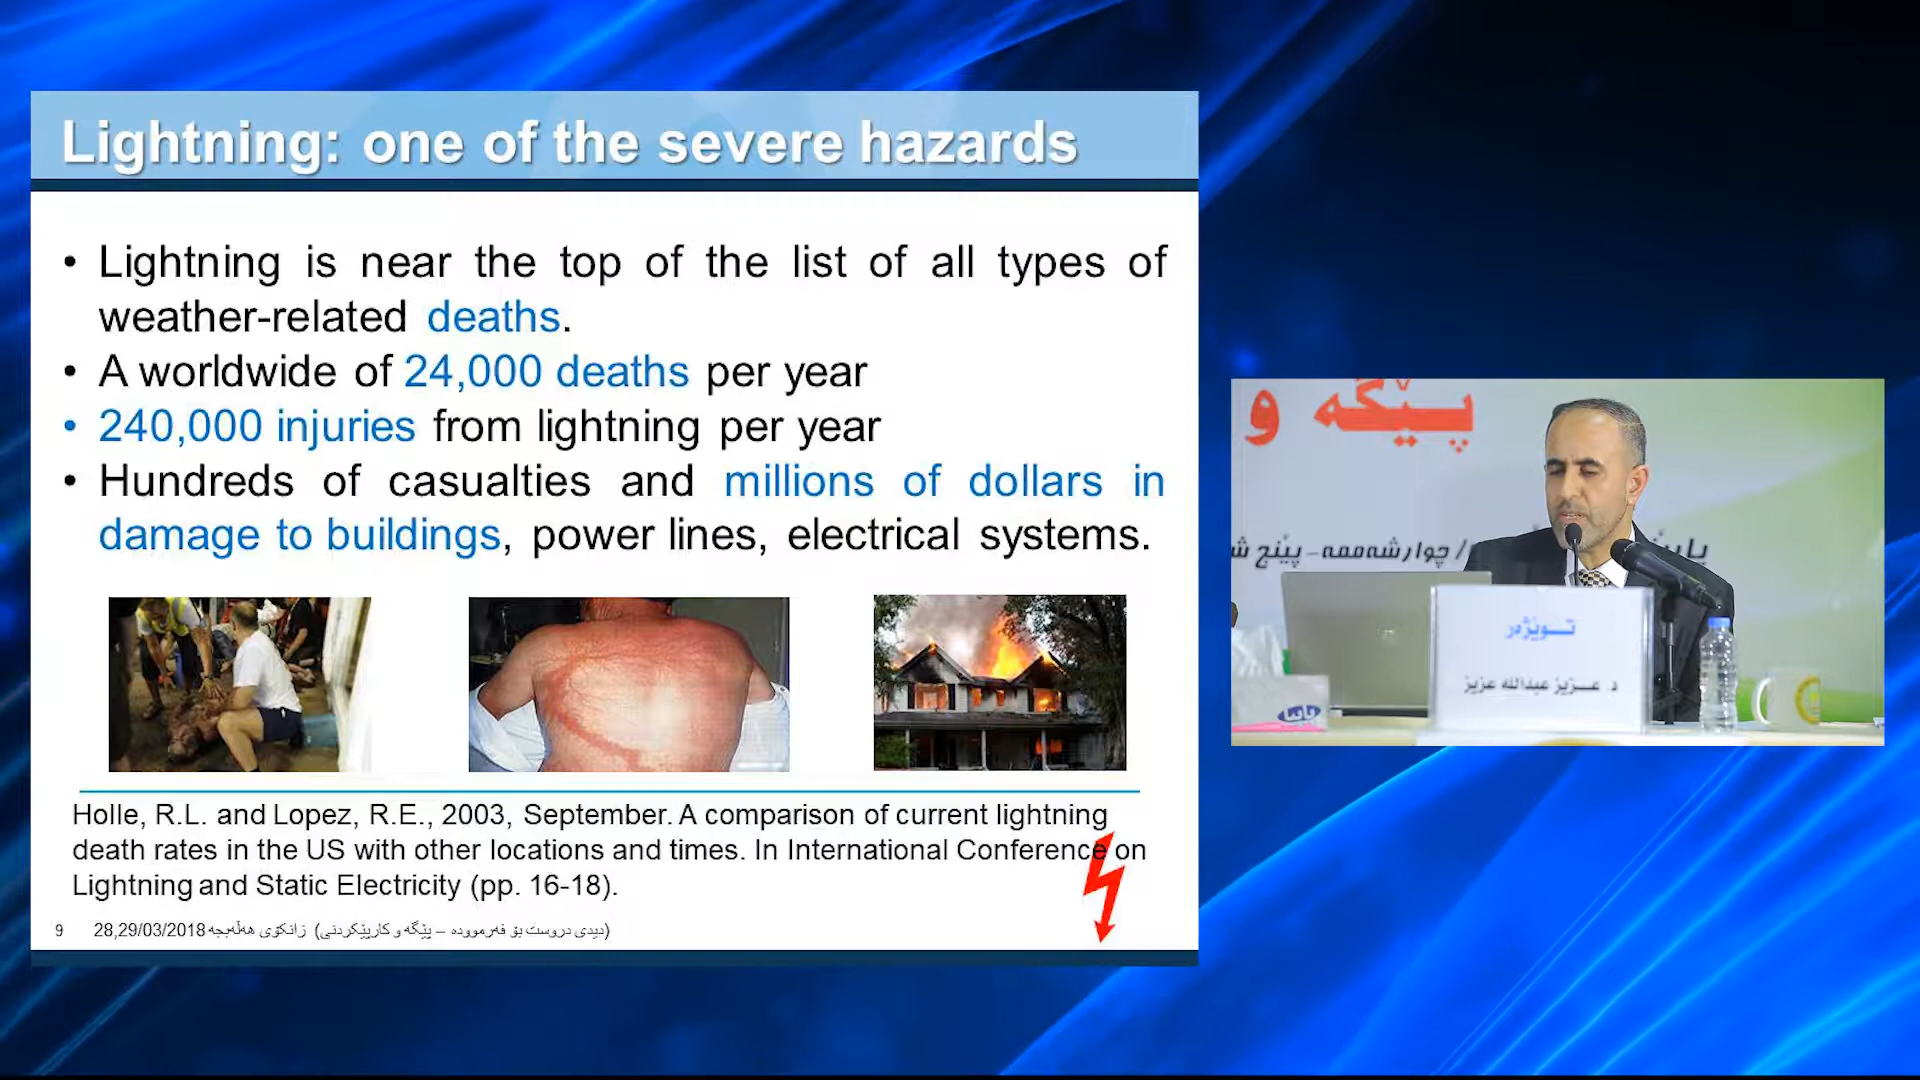 Lightning: one of the severe hazards
• Lightning is near the top of the list of all types of
weather-related deaths.
• A worldwide of 24,000 deaths per year
• 240,000 injuries from lightning per year
• Hundreds of casualties and millions of dollars in
damage to buildings, power lines, electrical systems.
Holle, R.L. and Lopez, R.E., 2003, September. A comparison of current lightning
death rates in the US with other locations and times. In International Conference on
Lightning and Static Electricity (pp. 16-18).
9
(دیدی دروست بۆ فەرموودە – پێگە و کارپێکردنی) زانکۆی هەڵەبجە 28,29/03/2018
پــێگە و
/ چوارشەممە - پێنج
تــوێژەر
د. عــزیز عبدالله عزیز